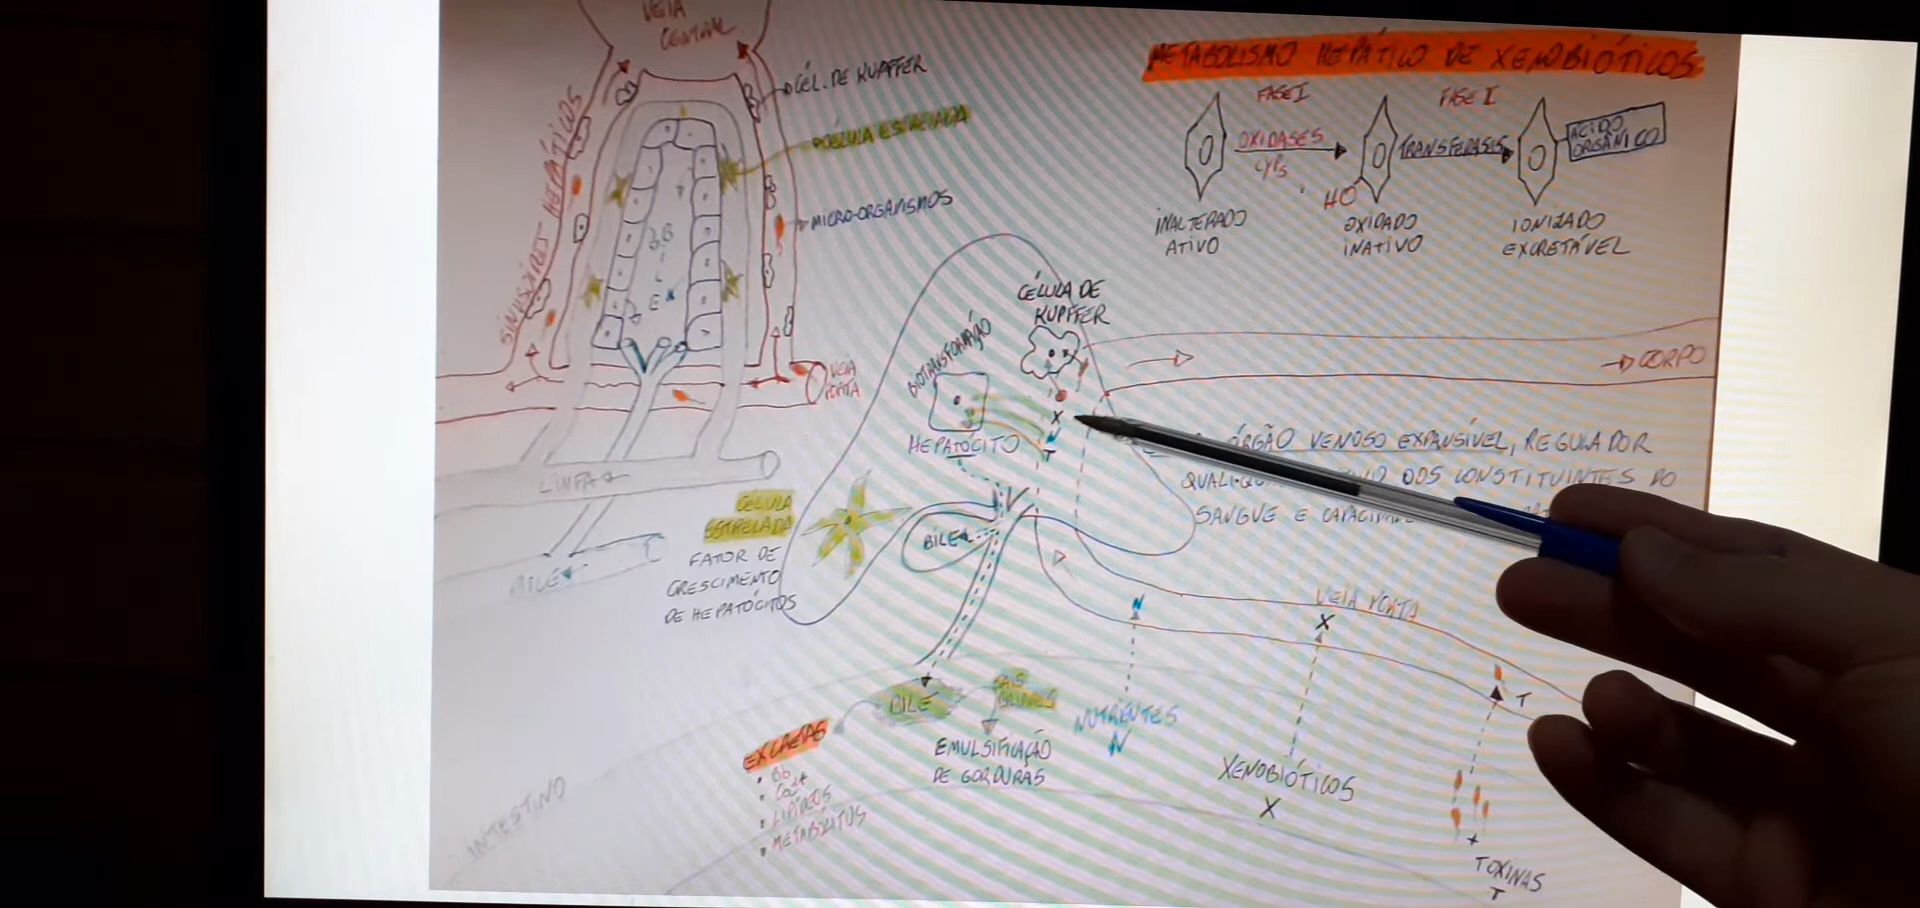 VEIA
CENTRAL
CÉL. DE KUPFFER
MICRO-ORGANISMOS
SINUSÓIDES HEPÁTICOS
BILE
VEIA
PORTA
LINFA
BILE
METABOLISMO HEPÁTICO DE XENOBIÓTICOS
FASE I
FASE I
OXIDASES
CYPs
TRANSFERASES
ÁCIDO
ORGÂNICO
HO
INALTERADO
ATIVO
OXIDADO
INATIVO
IONIZADO
EXCRETÁVEL
CÉLULA DE
KUPFFER
BIOTRANSFORMAÇÃO
HEPATÓCITO
X
N
T
CORPO
ÓRGÃO VENOSO EXPANSÍVEL, REGULADOR
DOS CONSTITUINTES DO
SANGUE E
CÉLULA
ESTRELADA
FATOR DE
CRESCIMENTO
DE HEPATÓCITOS
BILE
VEIA PORTA
N
X
T
BILE
SAIS
BILIARES
EMULSIFICAÇÃO
DE GORDURAS
EXCRETAS
• Bb
• LIPÍDEOS
• METABÓLITOS
NUTRIENTES
N
XENOBIÓTICOS
X
TOXINAS
T
INTESTINO